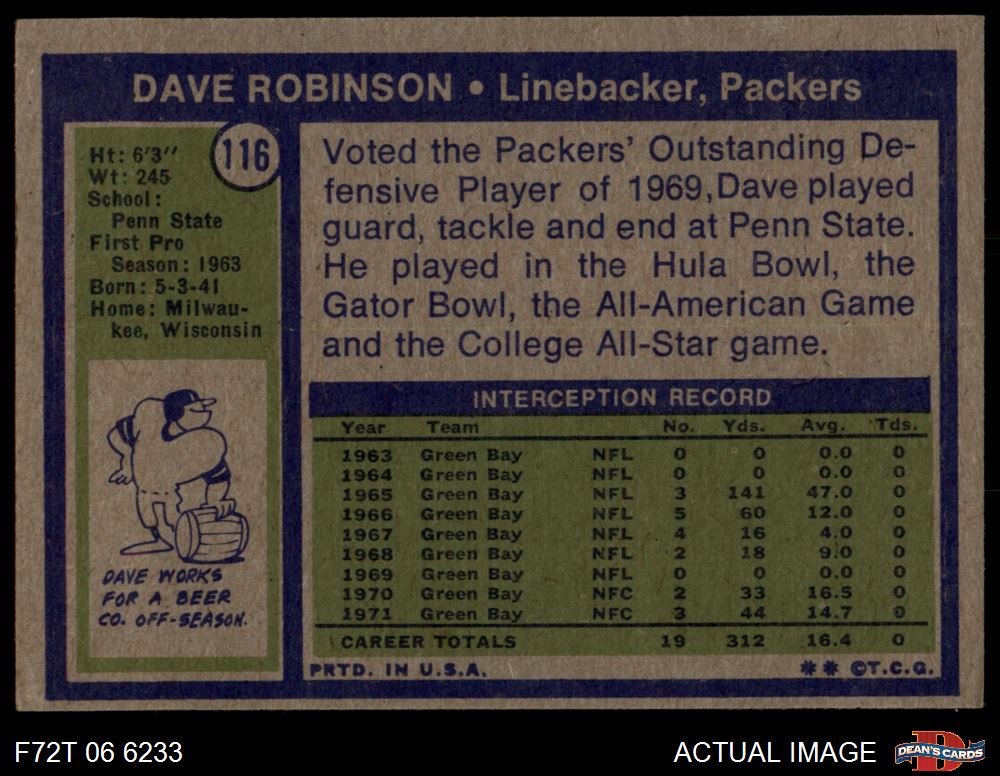 DAVE ROBINSON • Linebacker, Packers
116
Ht: 6'3''
Wt: 245
School:
Penn State
First Pro
Season: 1963
Born: 5-3-41
Home: Milwau-
kee, Wisconsin
DAVE WORKS
FOR A BEER
CO. OFF-SEASON.
Voted the Packers' Outstanding De-
fensive Player of 1969, Dave played
guard, tackle and end at Penn State.
He played in the Hula Bowl, the
Gator Bowl, the All-American Game
and the College All-Star game.
INTERCEPTION RECORD
Year Team No. Yds. Avg. Tds.
1963 Green Bay NFL 0 0 0.0 0
1964 Green Bay NFL 0 0 0.0 0
1965 Green Bay NFL 3 141 47.0 0
1966 Green Bay NFL 5 60 12.0 0
1967 Green Bay NFL 4 16 4.0 0
1968 Green Bay NFL 2 18 9.0 0
1969 Green Bay NFL 0 0 0.0 0
1970 Green Bay NFC 2 33 16.5 0
1971 Green Bay NFC 3 44 14.7 0
CAREER TOTALS 19 312 16.4 0
PRTD. IN U.S.A. ** ©T.C.G.
F72T 06 6233
ACTUAL IMAGE
DEAN'S CARDS